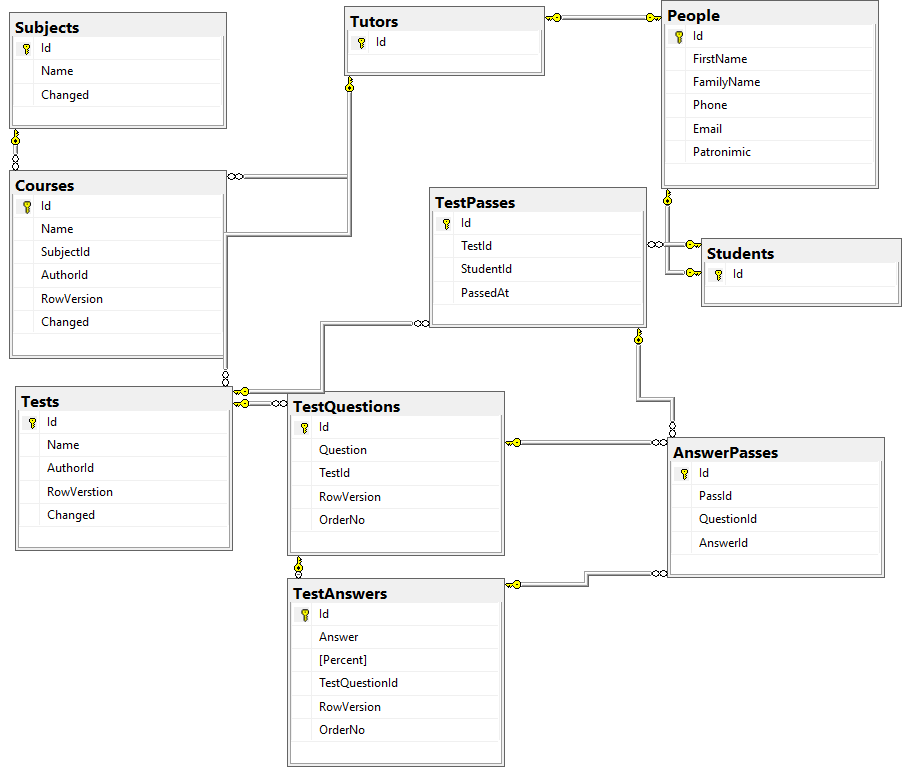 Subjects
Id
Name
Changed
Tutors
Id
People
Id
FirstName
FamilyName
Phone
Email
Patronimic
Courses
Id
Name
SubjectId
AuthorId
RowVersion
Changed
TestPasses
Id
TestId
StudentId
PassedAt
Students
Id
Tests
Id
Name
AuthorId
RowVerstion
Changed
TestQuestions
Id
Question
TestId
RowVersion
OrderNo
AnswerPasses
Id
PassId
QuestionId
AnswerId
TestAnswers
Id
Answer
[Percent]
TestQuestionId
RowVersion
OrderNo